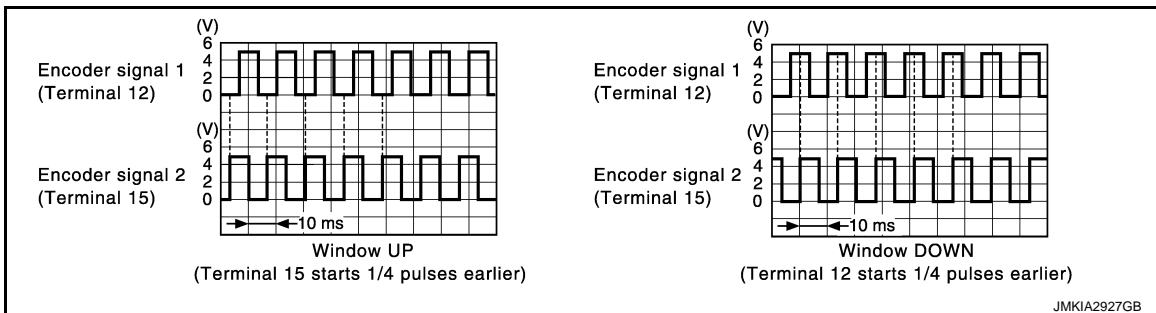 (V)
6
4
2
0
Encoder signal 1
(Terminal 12)
(V)
6
4
2
0
Encoder signal 2
(Terminal 15)
10 ms
Window UP
(Terminal 15 starts 1/4 pulses earlier)
(V)
6
4
2
0
Encoder signal 1
(Terminal 12)
(V)
6
4
2
0
Encoder signal 2
(Terminal 15)
10 ms
Window DOWN
(Terminal 12 starts 1/4 pulses earlier)
JMKIA2927GB